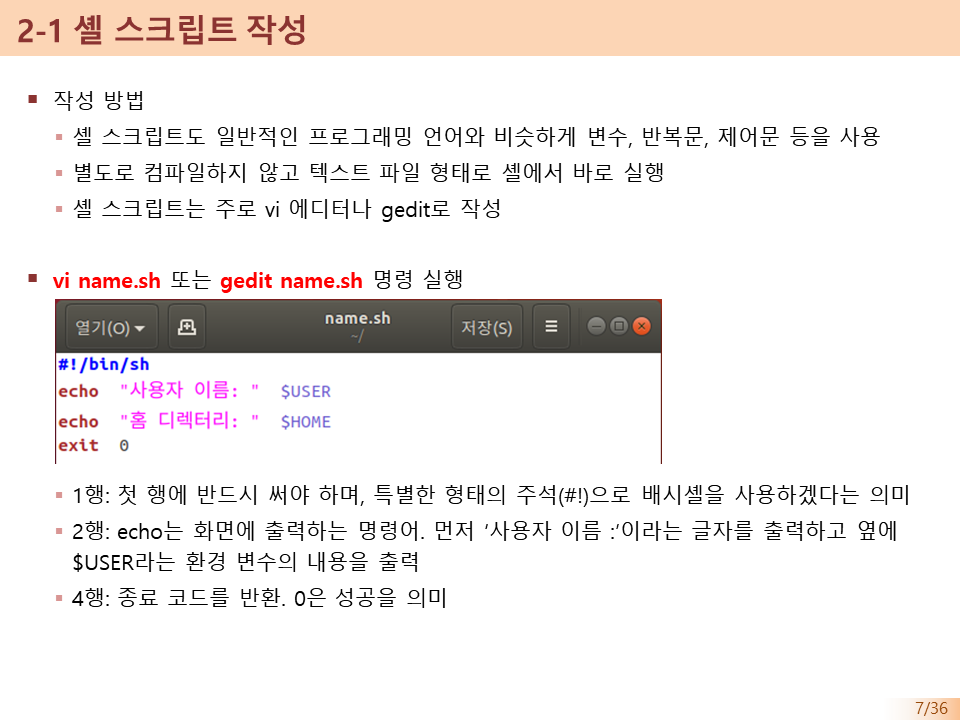 2-1 셸 스크립트 작성
▪ 작성 방법
▪ 셸 스크립트도 일반적인 프로그래밍 언어와 비슷하게 변수, 반복문, 제어문 등을 사용
▪ 별도로 컴파일하지 않고 텍스트 파일 형태로 셸에서 바로 실행
▪ 셸 스크립트는 주로 vi 에디터나 gedit로 작성
▪ vi name.sh 또는 gedit name.sh 명령 실행
열기(O) name.sh 저장(S)
~/
#!/bin/sh
echo "사용자 이름: " $USER
echo "홈 디렉터리: " $HOME
exit 0
▪ 1행: 첫 행에 반드시 써야 하며, 특별한 형태의 주석(#!)으로 배시셸을 사용하겠다는 의미
▪ 2행: echo는 화면에 출력하는 명령어. 먼저 ‘사용자 이름 :’이라는 글자를 출력하고 옆에
$USER라는 환경 변수의 내용을 출력
▪ 4행: 종료 코드를 반환. 0은 성공을 의미
7/36